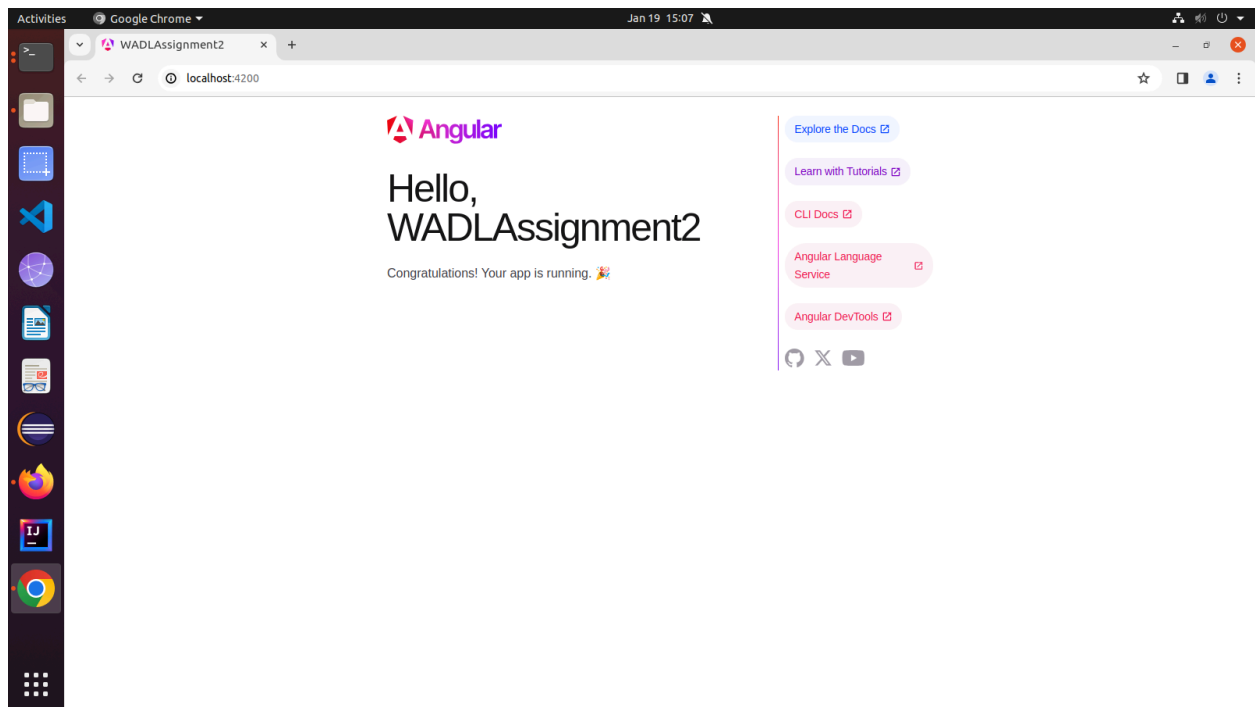 Activities Google Chrome Jan 19 15:07
WADLAssignment2
localhost:4200
Angular
Hello,
WADLAssignment2
Congratulations! Your app is running. 🎉
Explore the Docs
Learn with Tutorials
CLI Docs
Angular Language
Service
Angular DevTools
IJ